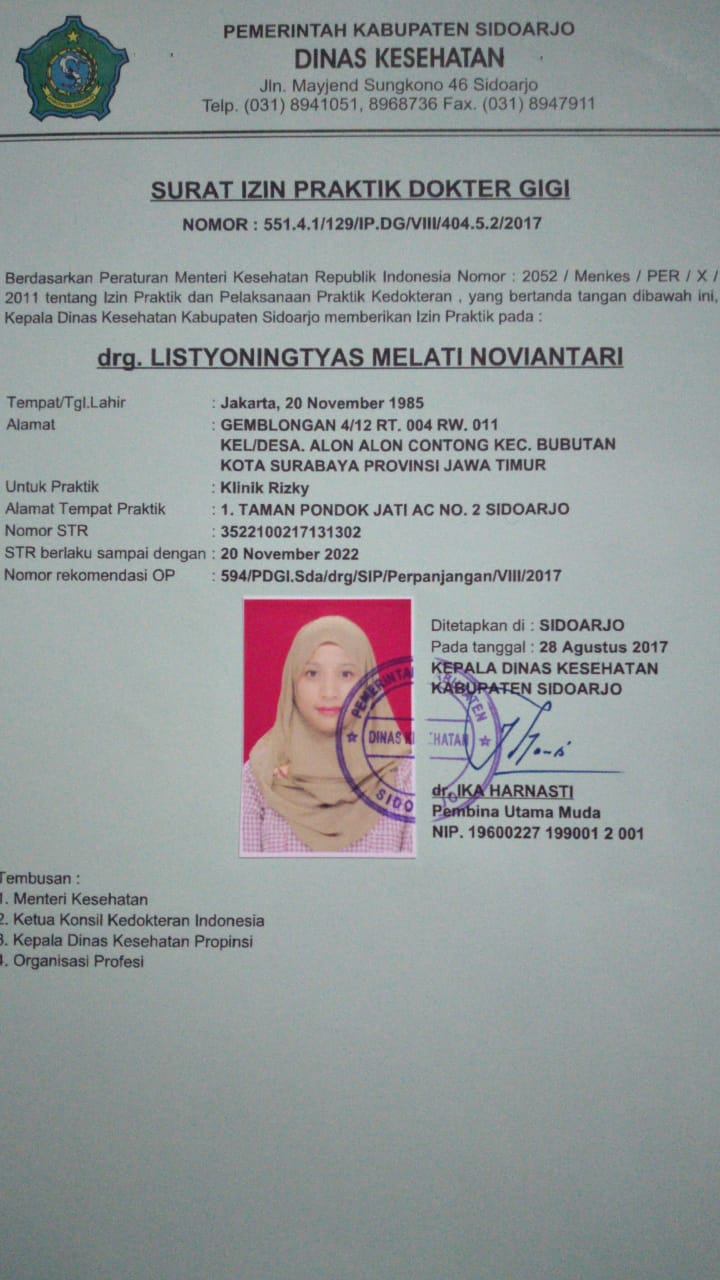 PEMERINTAH KABUPATEN SIDOARJO
DINAS KESEHATAN
Jln. Mayjend Sungkono 46 Sidoarjo
Telp. (031) 8941051, 8968736 Fax. (031) 8947911
SURAT IZIN PRAKTIK DOKTER GIGI
NOMOR : 551.4.1/129/IP.DG/VIII/404.5.2/2017
Berdasarkan Peraturan Menteri Kesehatan Republik Indonesia Nomor : 2052 / Menkes / PER / X /
2011 tentang Izin Praktik dan Pelaksanaan Praktik Kedokteran , yang bertanda tangan dibawah ini,
Kepala Dinas Kesehatan Kabupaten Sidoarjo memberikan Izin Praktik pada :
drg. LISTYONINGTYAS MELATI NOVIANTARI
Tempat/Tgl.Lahir : Jakarta, 20 November 1985
Alamat : GEMBLONGAN 4/12 RT. 004 RW. 011
KEL/DESA. ALON ALON CONTONG KEC. BUBUTAN
KOTA SURABAYA PROVINSI JAWA TIMUR
Untuk Praktik : Klinik Rizky
Alamat Tempat Praktik : 1. TAMAN PONDOK JATI AC NO. 2 SIDOARJO
Nomor STR : 3522100217131302
STR berlaku sampai dengan : 20 November 2022
Nomor rekomendasi OP : 594/PDGI.Sda/drg/SIP/Perpanjangan/VIII/2017
Ditetapkan di : SIDOARJO
Pada tanggal : 28 Agustus 2017
KEPALA DINAS KESEHATAN
KABUPATEN SIDOARJO
dr. IKA HARNASTI
Pembina Utama Muda
NIP. 19600227 199001 2 001
Tembusan :
1. Menteri Kesehatan
2. Ketua Konsil Kedokteran Indonesia
3. Kepala Dinas Kesehatan Propinsi
4. Organisasi Profesi